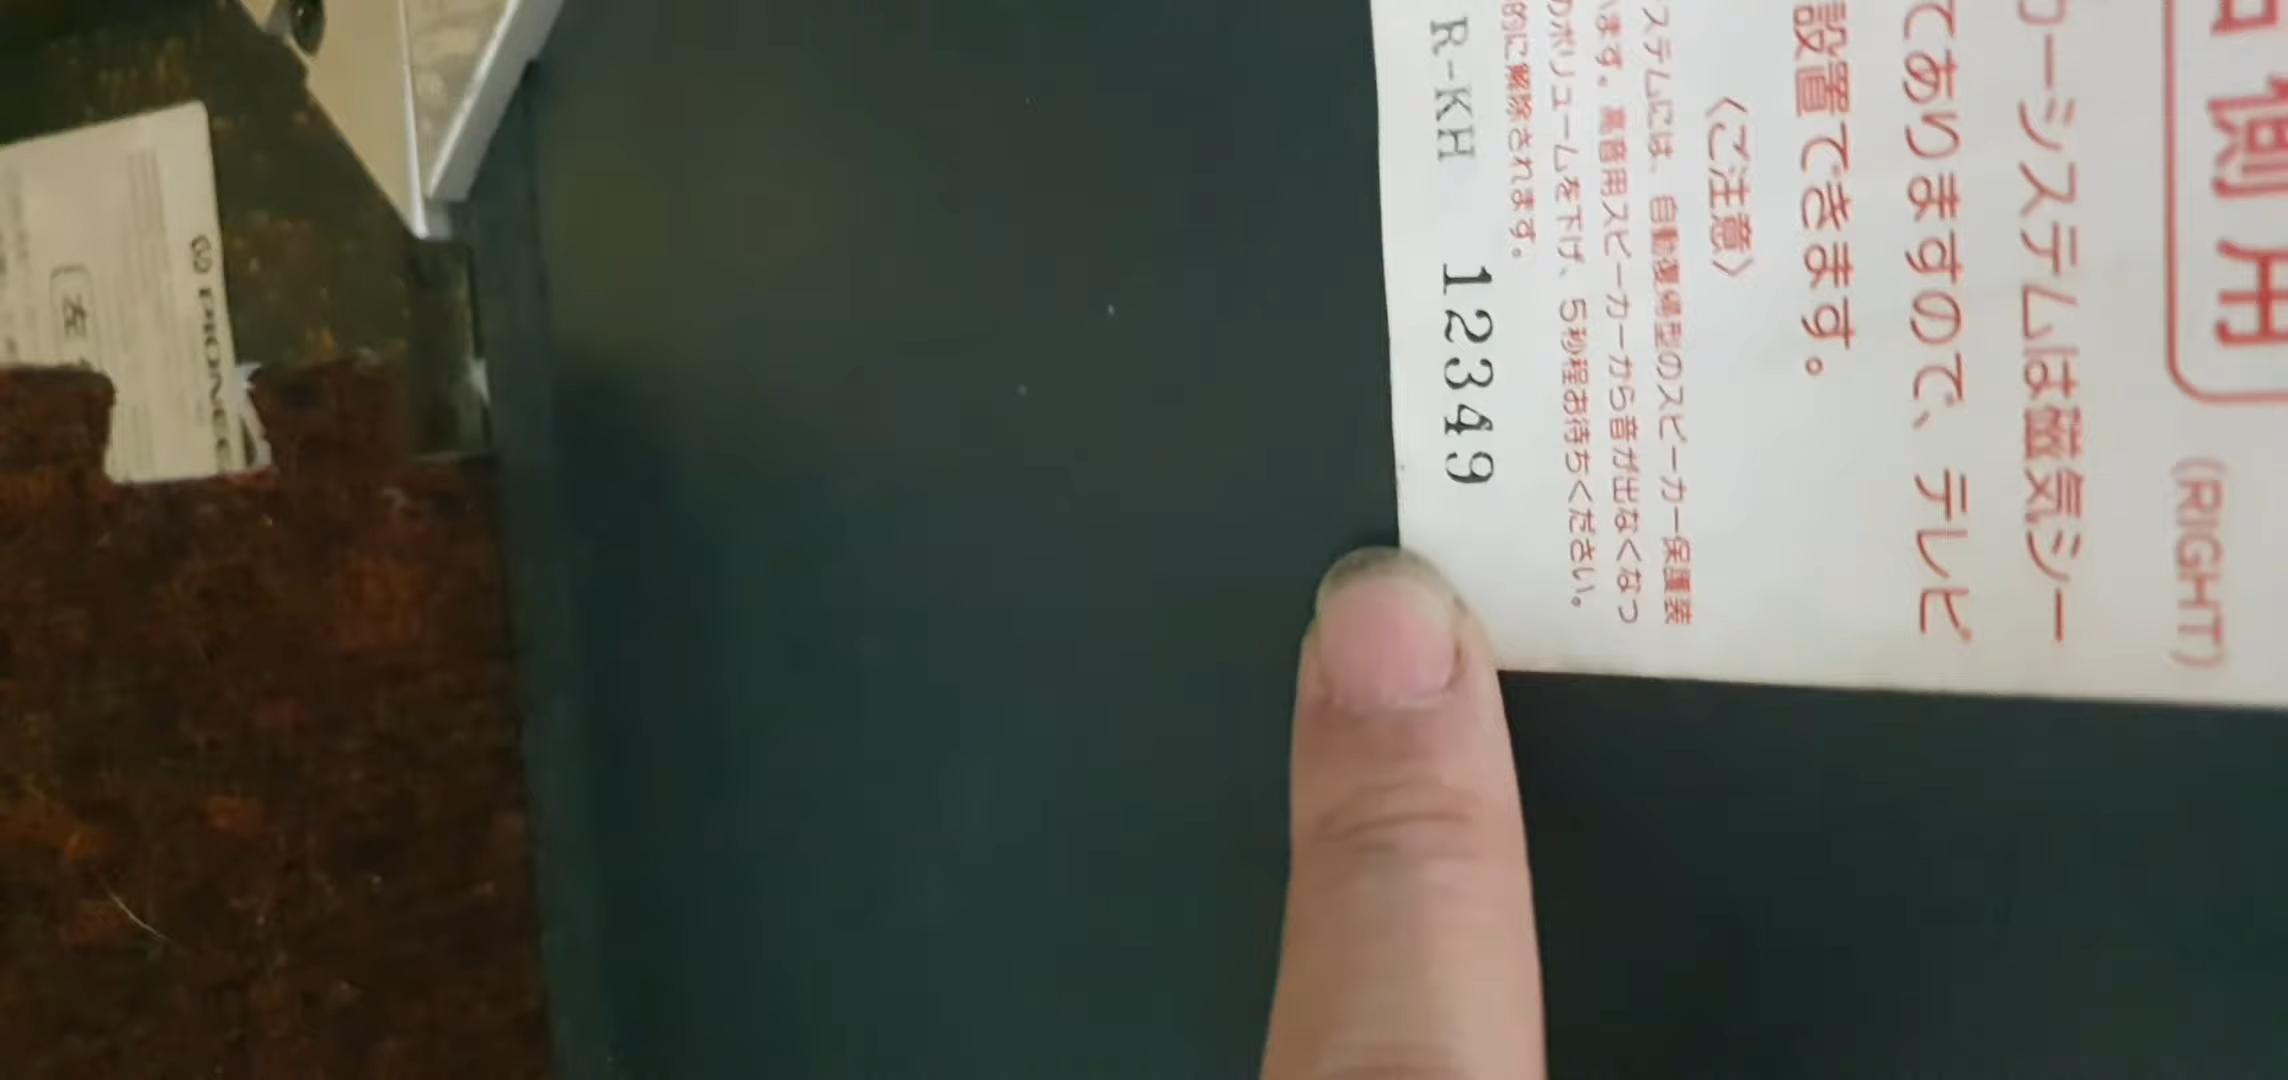 右側用
(RIGHT)
カーシステムは磁気シー
てありますので、テレビ
設置できます。
〈ご注意〉
ステムには、自動復帰型のスピーカー保護装
います。高音用スピーカーから音が出なくなっ
のボリュームを下げ、5秒程お待ちください。
的に解除されます。
R-KH 12349
PIONEE
左